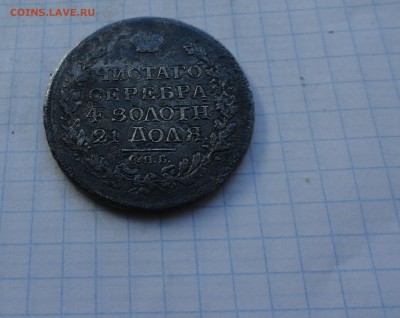 COINS.LAVE.RU
ЧИСТАГО
СЕРЕБРА
4 ЗОЛОТН
21 ДОЛЯ
С.П.Б.